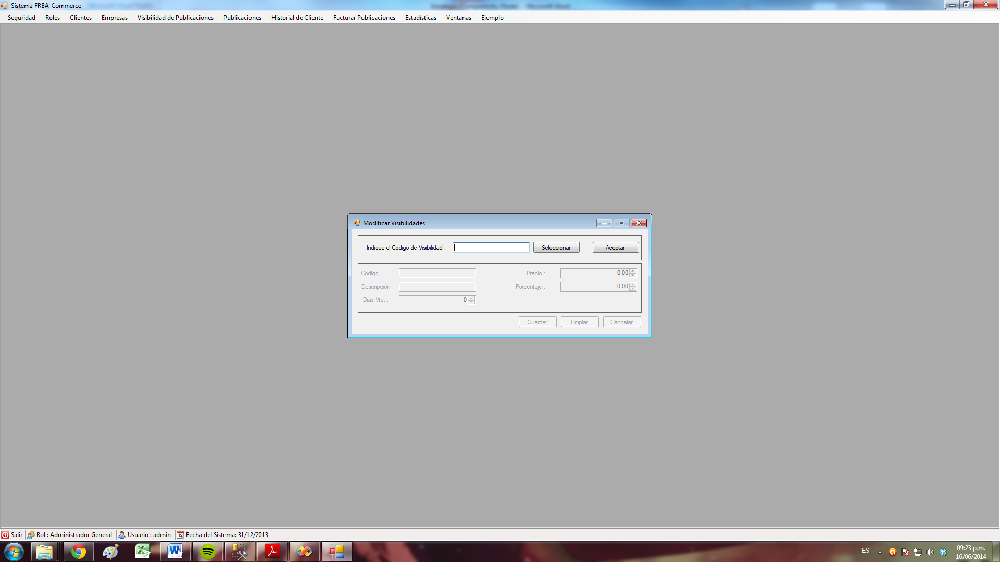 Sistema FRBA-Commerce
Seguridad Roles Clientes Empresas Visibilidad de Publicaciones Publicaciones Historial de Cliente Facturar Publicaciones Estadísticas Ventanas Ejemplo
Modificar Visibilidades
Indique el Codigo de Visibilidad : Seleccionar Aceptar
Codigo : Precio : 0,00
Descripción : Porcentaje : 0,00
Dias Vto. : 0
Guardar Limpiar Cancelar
Salir Rol : Administrador General Usuario : admin 15 Fecha del Sistema: 31/12/2013
ES 09:23 p.m.
16/06/2014